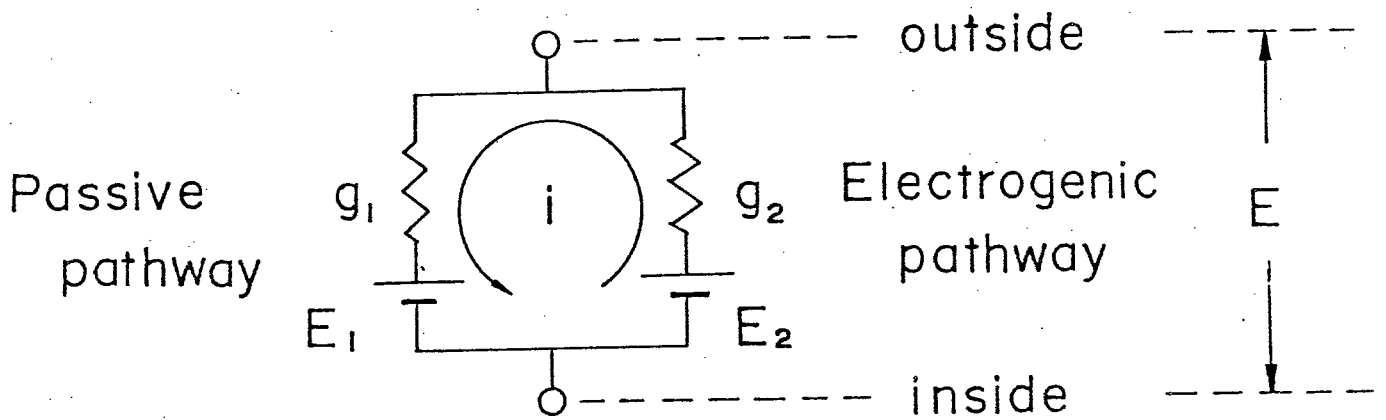 outside
Passive
pathway
g₁
i
g₂
Electrogenic
pathway
E
E₁
E₂
inside